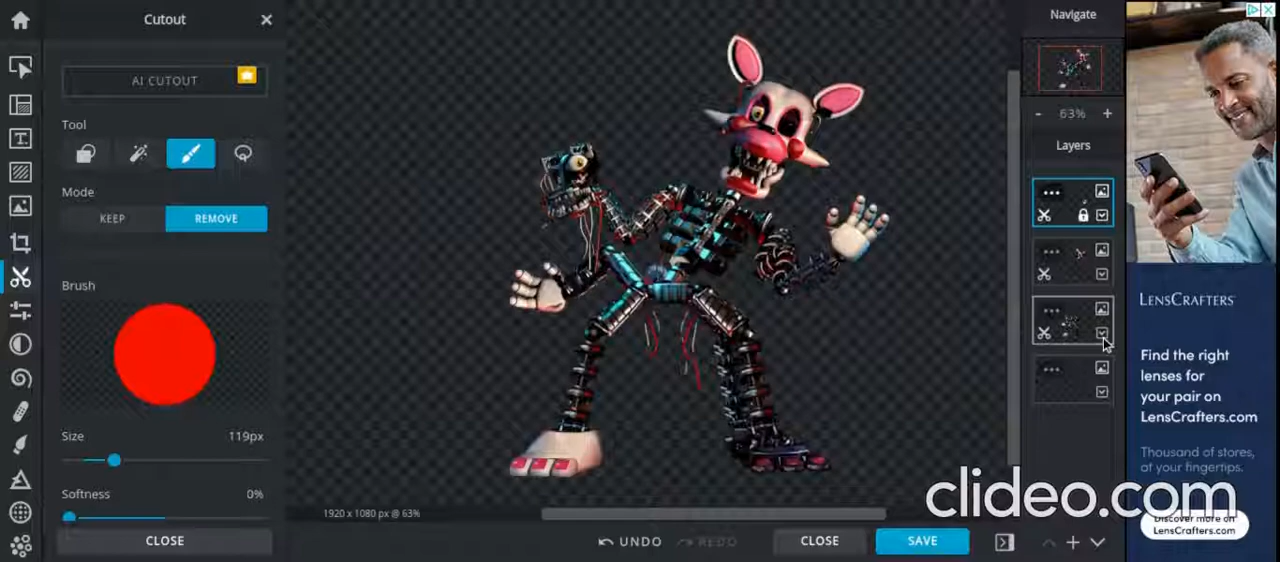 Cutout
AI CUTOUT
Tool
Mode
KEEP
REMOVE
Brush
Size
119px
Softness
0%
CLOSE
1920 x 1080 px @ 63%
UNDO
REDO
CLOSE
SAVE
Navigate
- 63% +
Layers
LENSCRAFTERS
Find the right
lenses for
your pair on
LensCrafters.com
Thousand of stores,
at your fingertips.
Discover more on
LensCrafters.com
clideo.com